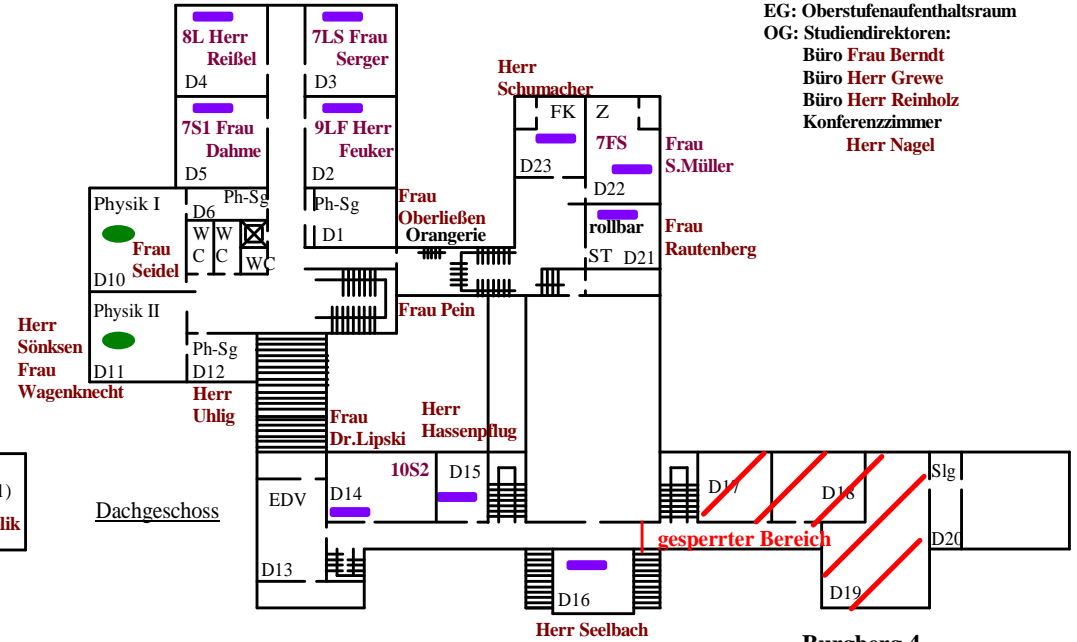 EG: Oberstufenaufenthaltsraum
OG: Studiendirektoren:
Büro Frau Berndt
Büro Herr Grewe
Büro Herr Reinholz
Konferenzzimmer
Herr Nagel
8L Herr
Reißel
D4
7LS Frau
Serger
D3
7S1 Frau
Dahme
D5
9LF Herr
Feuker
D2
Herr
Schumacher
FK
D23
Z
7FS
D22
Frau
S.Müller
rollbar
ST D21
Frau
Rautenberg
Physik I
Frau
Seidel
D10
D6
Ph-Sg
W
C
W
C
WC
Ph-Sg
D1
Frau
Oberließen
Orangerie
Physik II
D11
Herr
Sönksen
Frau
Wagenknecht
Ph-Sg
D12
Herr
Uhlig
Frau Pein
Frau
Dr.Lipski
Herr
Hassenpflug
1)
lik
Dachgeschoss
EDV
D13
10S2
D14
D15
D17
D18
Slg
D20
gesperrter Bereich
D19
D16
Herr Seelbach